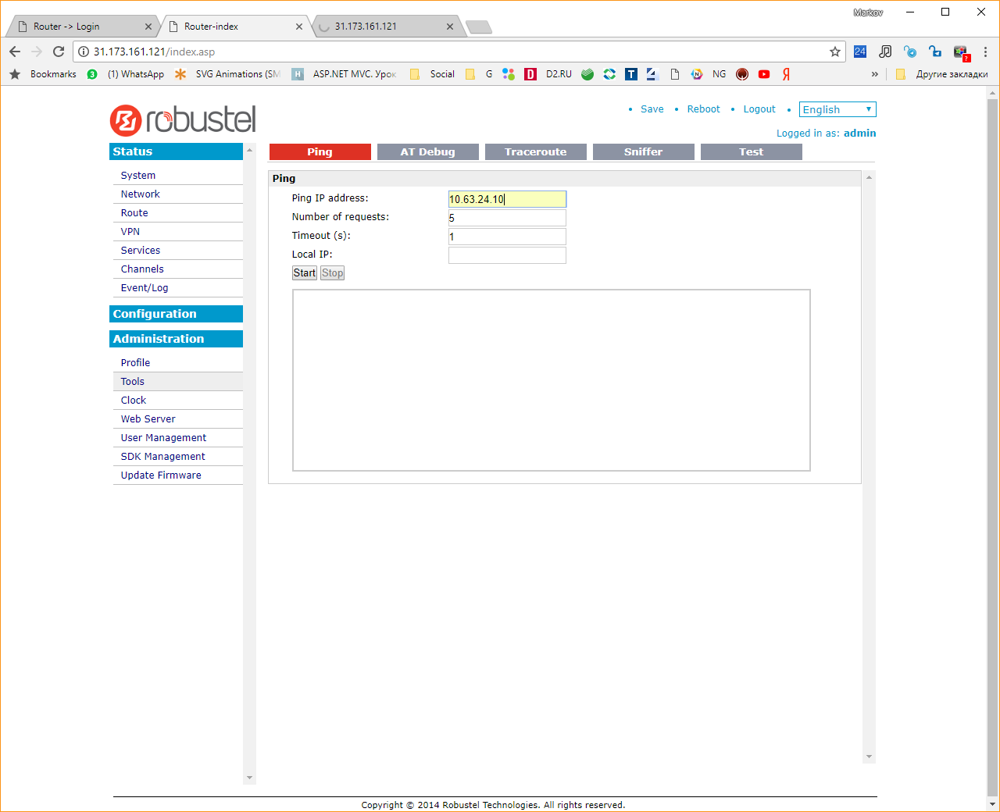 Markov
Router -> Login
Router-index
31.173.161.121
31.173.161.121/index.asp
24
?
Bookmarks
3
(1) WhatsApp
SVG Animations (SM
H
ASP.NET MVC. Урок
Social
G
D
D2.RU
T
4
N
NG
Я
»
Другие закладки
robustel
• Save • Reboot • Logout • English
Logged in as: admin
Status
System
Network
Route
VPN
Services
Channels
Event/Log
Configuration
Administration
Profile
Tools
Clock
Web Server
User Management
SDK Management
Update Firmware
Ping AT Debug Traceroute Sniffer Test
Ping
Ping IP address: 10.63.24.10
Number of requests: 5
Timeout (s): 1
Local IP:
Start Stop
Copyright © 2014 Robustel Technologies. All rights reserved.